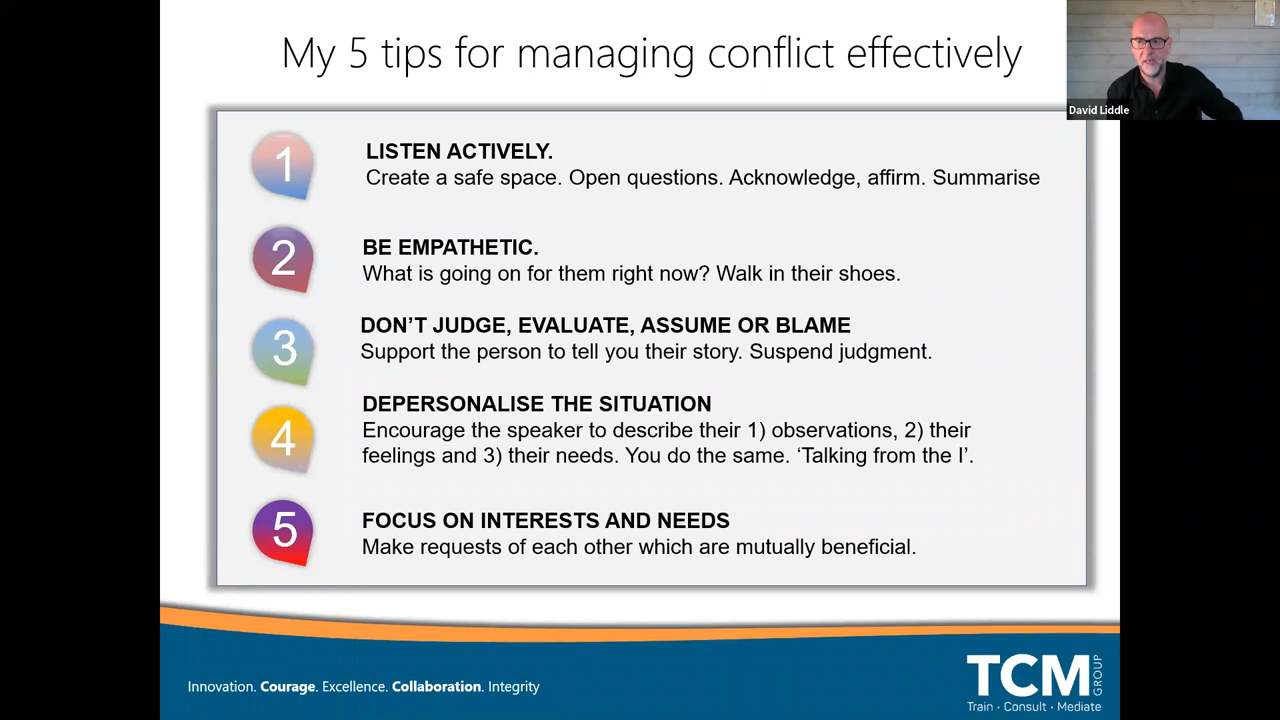 My 5 tips for managing conflict effectively
David Liddle
1
LISTEN ACTIVELY.
Create a safe space. Open questions. Acknowledge, affirm. Summarise
2
BE EMPATHETIC.
What is going on for them right now? Walk in their shoes.
3
DON’T JUDGE, EVALUATE, ASSUME OR BLAME
Support the person to tell you their story. Suspend judgment.
4
DEPERSONALISE THE SITUATION
Encourage the speaker to describe their 1) observations, 2) their
feelings and 3) their needs. You do the same. ‘Talking from the I’.
5
FOCUS ON INTERESTS AND NEEDS
Make requests of each other which are mutually beneficial.
Innovation. Courage. Excellence. Collaboration. Integrity
TCM GROUP
Train · Consult · Mediate